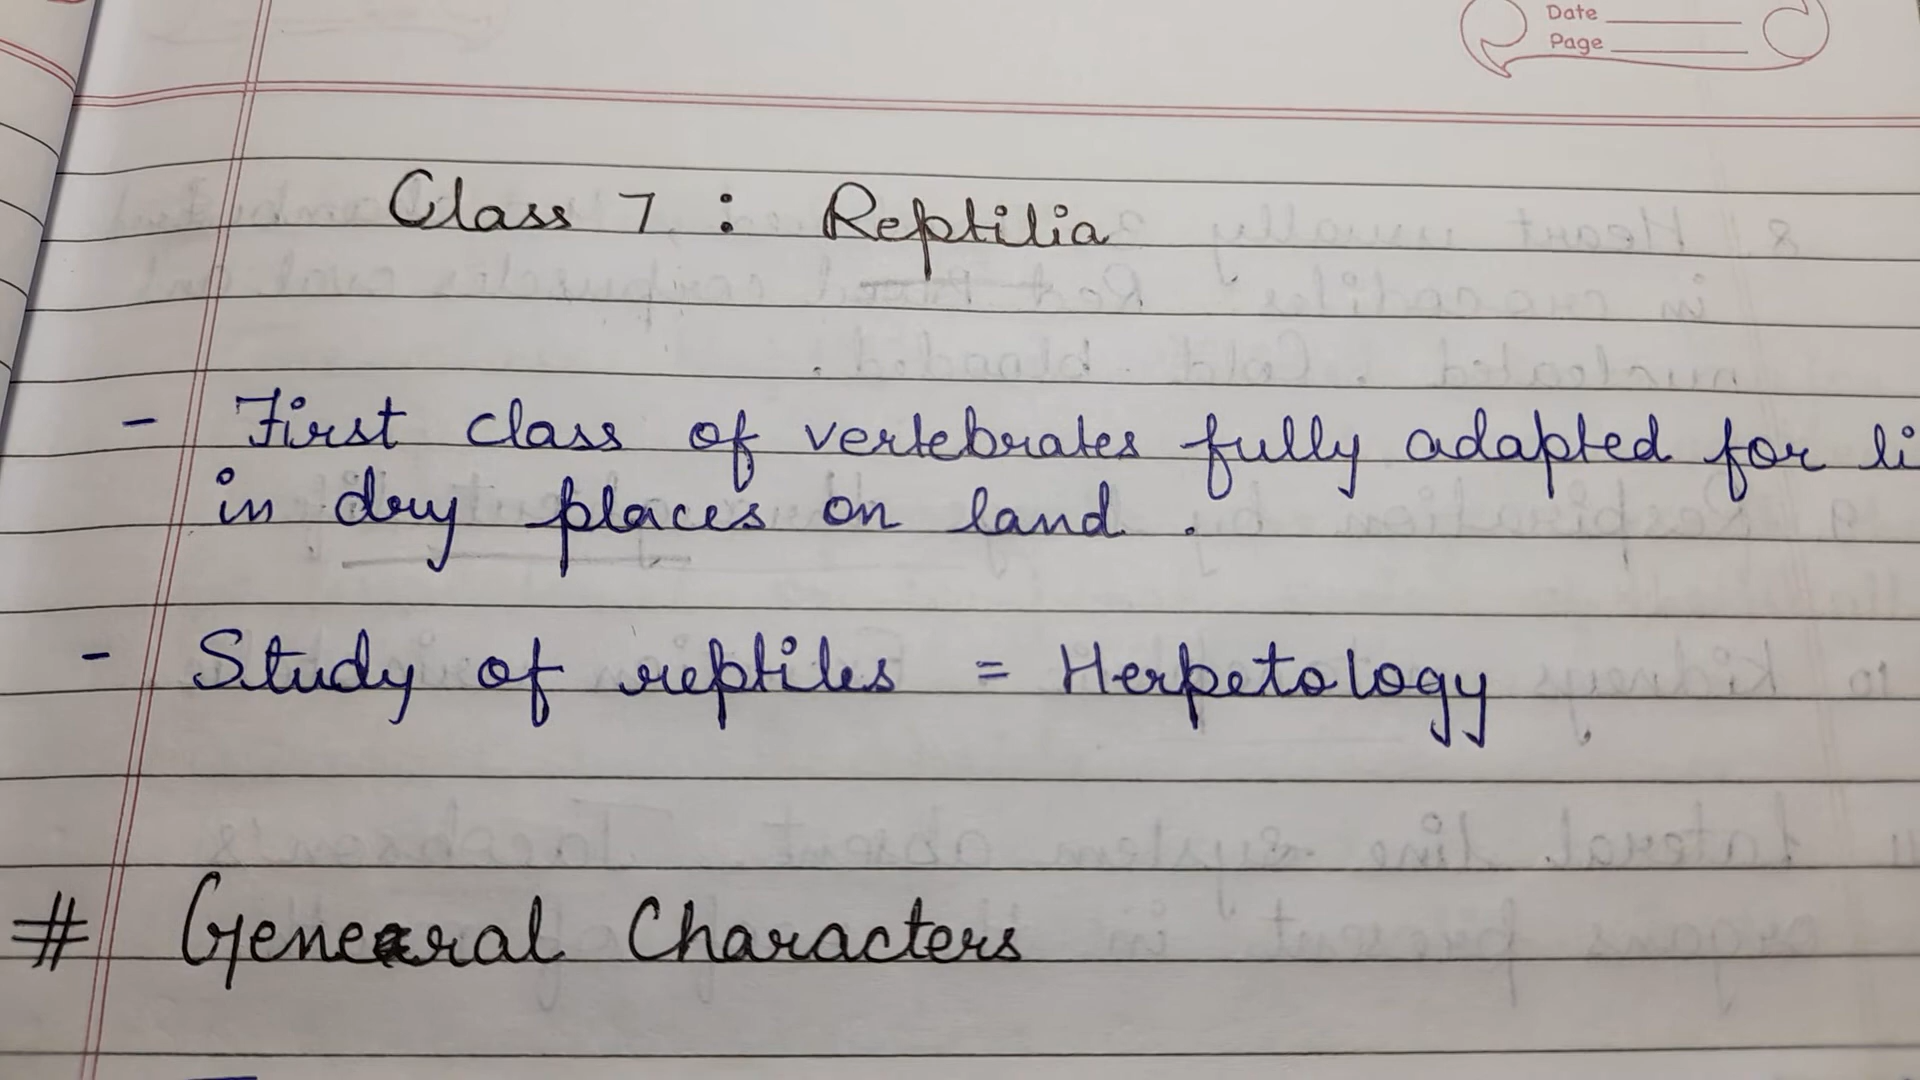 Date
Page
Class 7 : Reptilia
- First class of vertebrates fully adapted for
in dry places on land .
- Study of reptiles = Herpetology
# General Characters